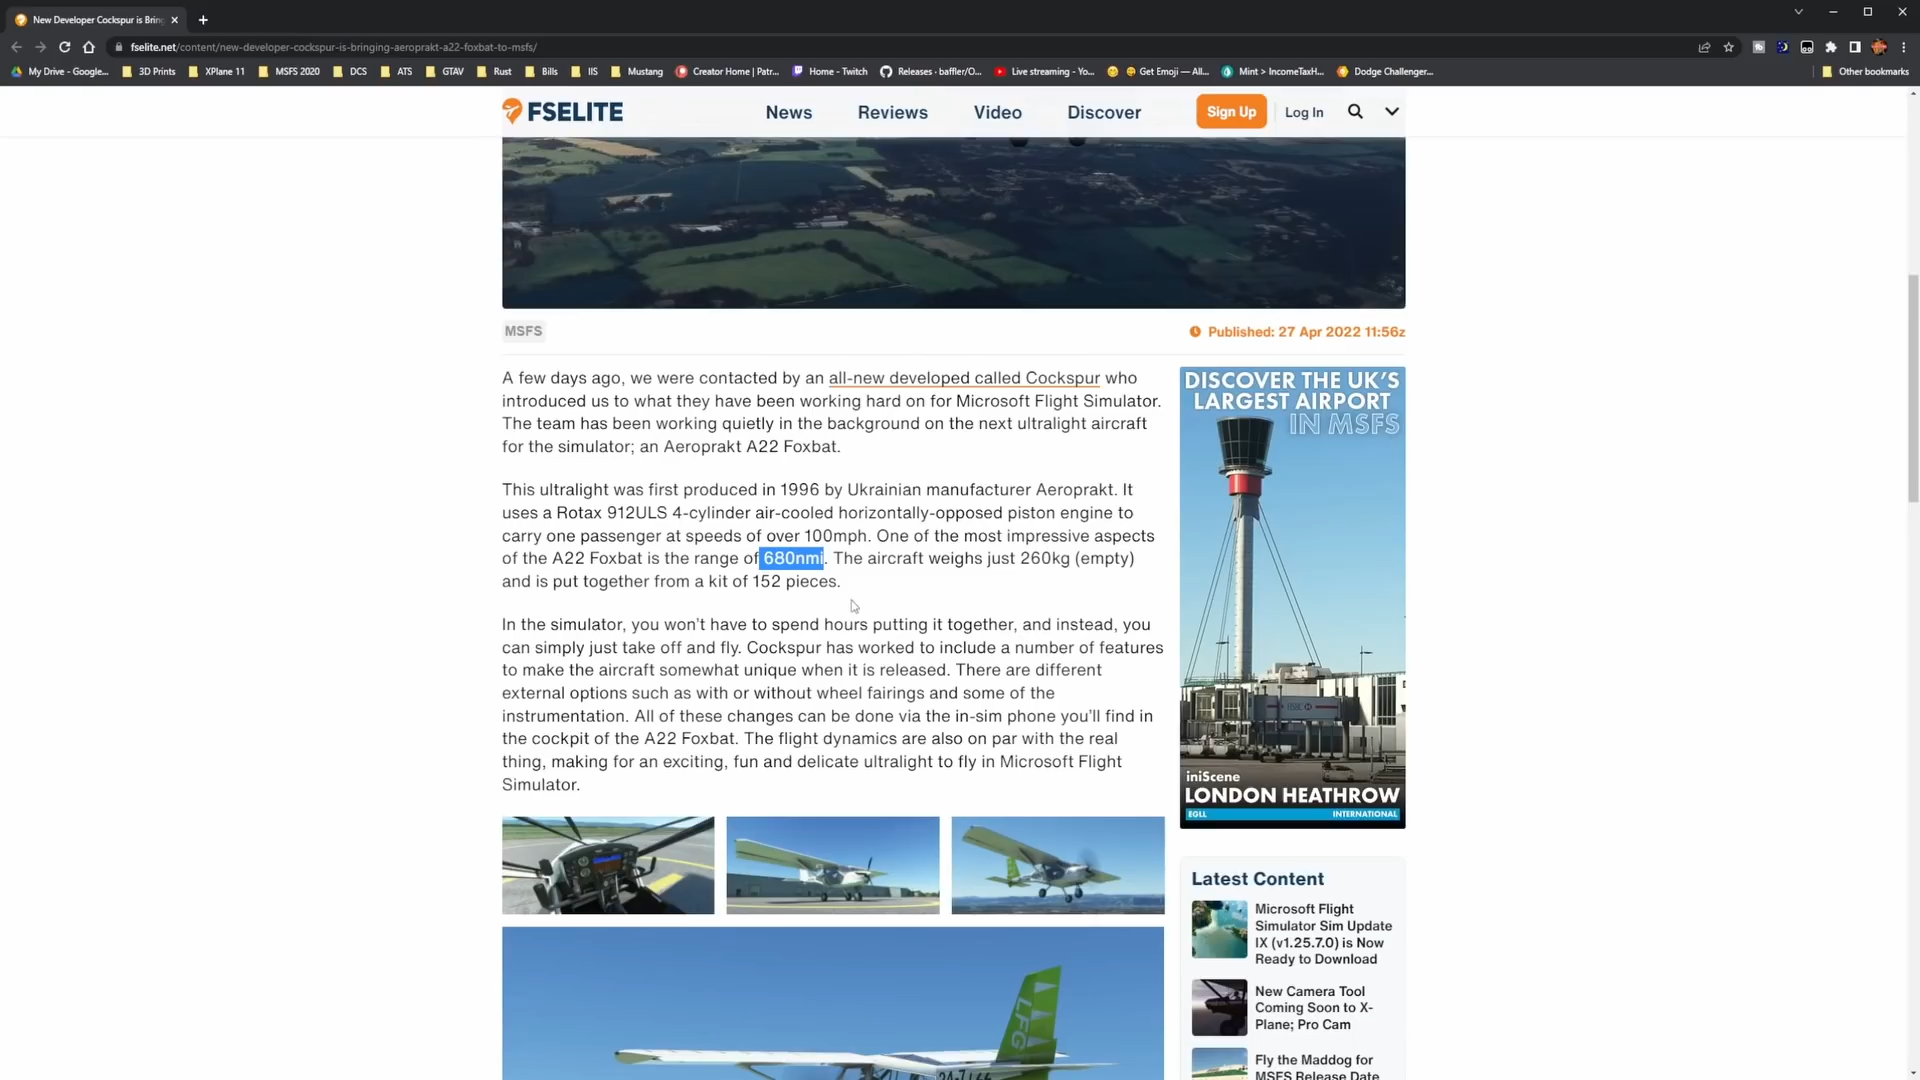 New Developer Cockspur is Brin
fselite.net/content/new-developer-cockspur-is-bringing-aeroprakt-a22-foxbat-to-msfs/
My Drive - Google...
3D Prints
XPlane 11
MSFS 2020
DCS
ATS
GTAV
Rust
Bills
IIS
Mustang
Creator Home | Patr...
Home - Twitch
Releases · baffler/O...
Live streaming - Yo...
Get Emoji — All...
Mint > IncomeTaxH...
Dodge Challenger...
Other bookmarks
FSELITE
News
Reviews
Video
Discover
Sign Up
Log In
MSFS
Published: 27 Apr 2022 11:56z
A few days ago, we were contacted by an all-new developed called Cockspur who
introduced us to what they have been working hard on for Microsoft Flight Simulator.
The team has been working quietly in the background on the next ultralight aircraft
for the simulator; an Aeroprakt A22 Foxbat.
This ultralight was first produced in 1996 by Ukrainian manufacturer Aeroprakt. It
uses a Rotax 912ULS 4-cylinder air-cooled horizontally-opposed piston engine to
carry one passenger at speeds of over 100mph. One of the most impressive aspects
of the A22 Foxbat is the range of 680nmi. The aircraft weighs just 260kg (empty)
and is put together from a kit of 152 pieces.
In the simulator, you won't have to spend hours putting it together, and instead, you
can simply just take off and fly. Cockspur has worked to include a number of features
to make the aircraft somewhat unique when it is released. There are different
external options such as with or without wheel fairings and some of the
instrumentation. All of these changes can be done via the in-sim phone you'll find in
the cockpit of the A22 Foxbat. The flight dynamics are also on par with the real
thing, making for an exciting, fun and delicate ultralight to fly in Microsoft Flight
Simulator.
LFG
DISCOVER THE UK'S
LARGEST AIRPORT
IN MSFS
HSBC
iniScene
LONDON HEATHROW
EGLL
INTERNATIONAL
Latest Content
Microsoft Flight
Simulator Sim Update
IX (v1.25.7.0) is Now
Ready to Download
New Camera Tool
Coming Soon to X-
Plane; Pro Cam
Fly the Maddog for
MSFS Release Date